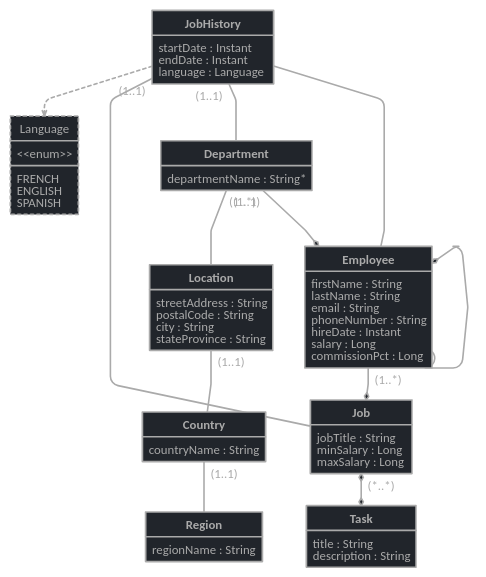 JobHistory
startDate : Instant
endDate : Instant
language : Language
(1..1)
(1..1)
Language
<<enum>>
FRENCH
ENGLISH
SPANISH
Department
departmentName : String*
Location
streetAddress : String
postalCode : String
city : String
stateProvince : String
Employee
firstName : String
lastName : String
email : String
phoneNumber : String
hireDate : Instant
salary : Long
commissionPct : Long
(1..1)
(1..*)
Country
countryName : String
Job
jobTitle : String
minSalary : Long
maxSalary : Long
(1..1)
(*..*)
Region
regionName : String
Task
title : String
description : String